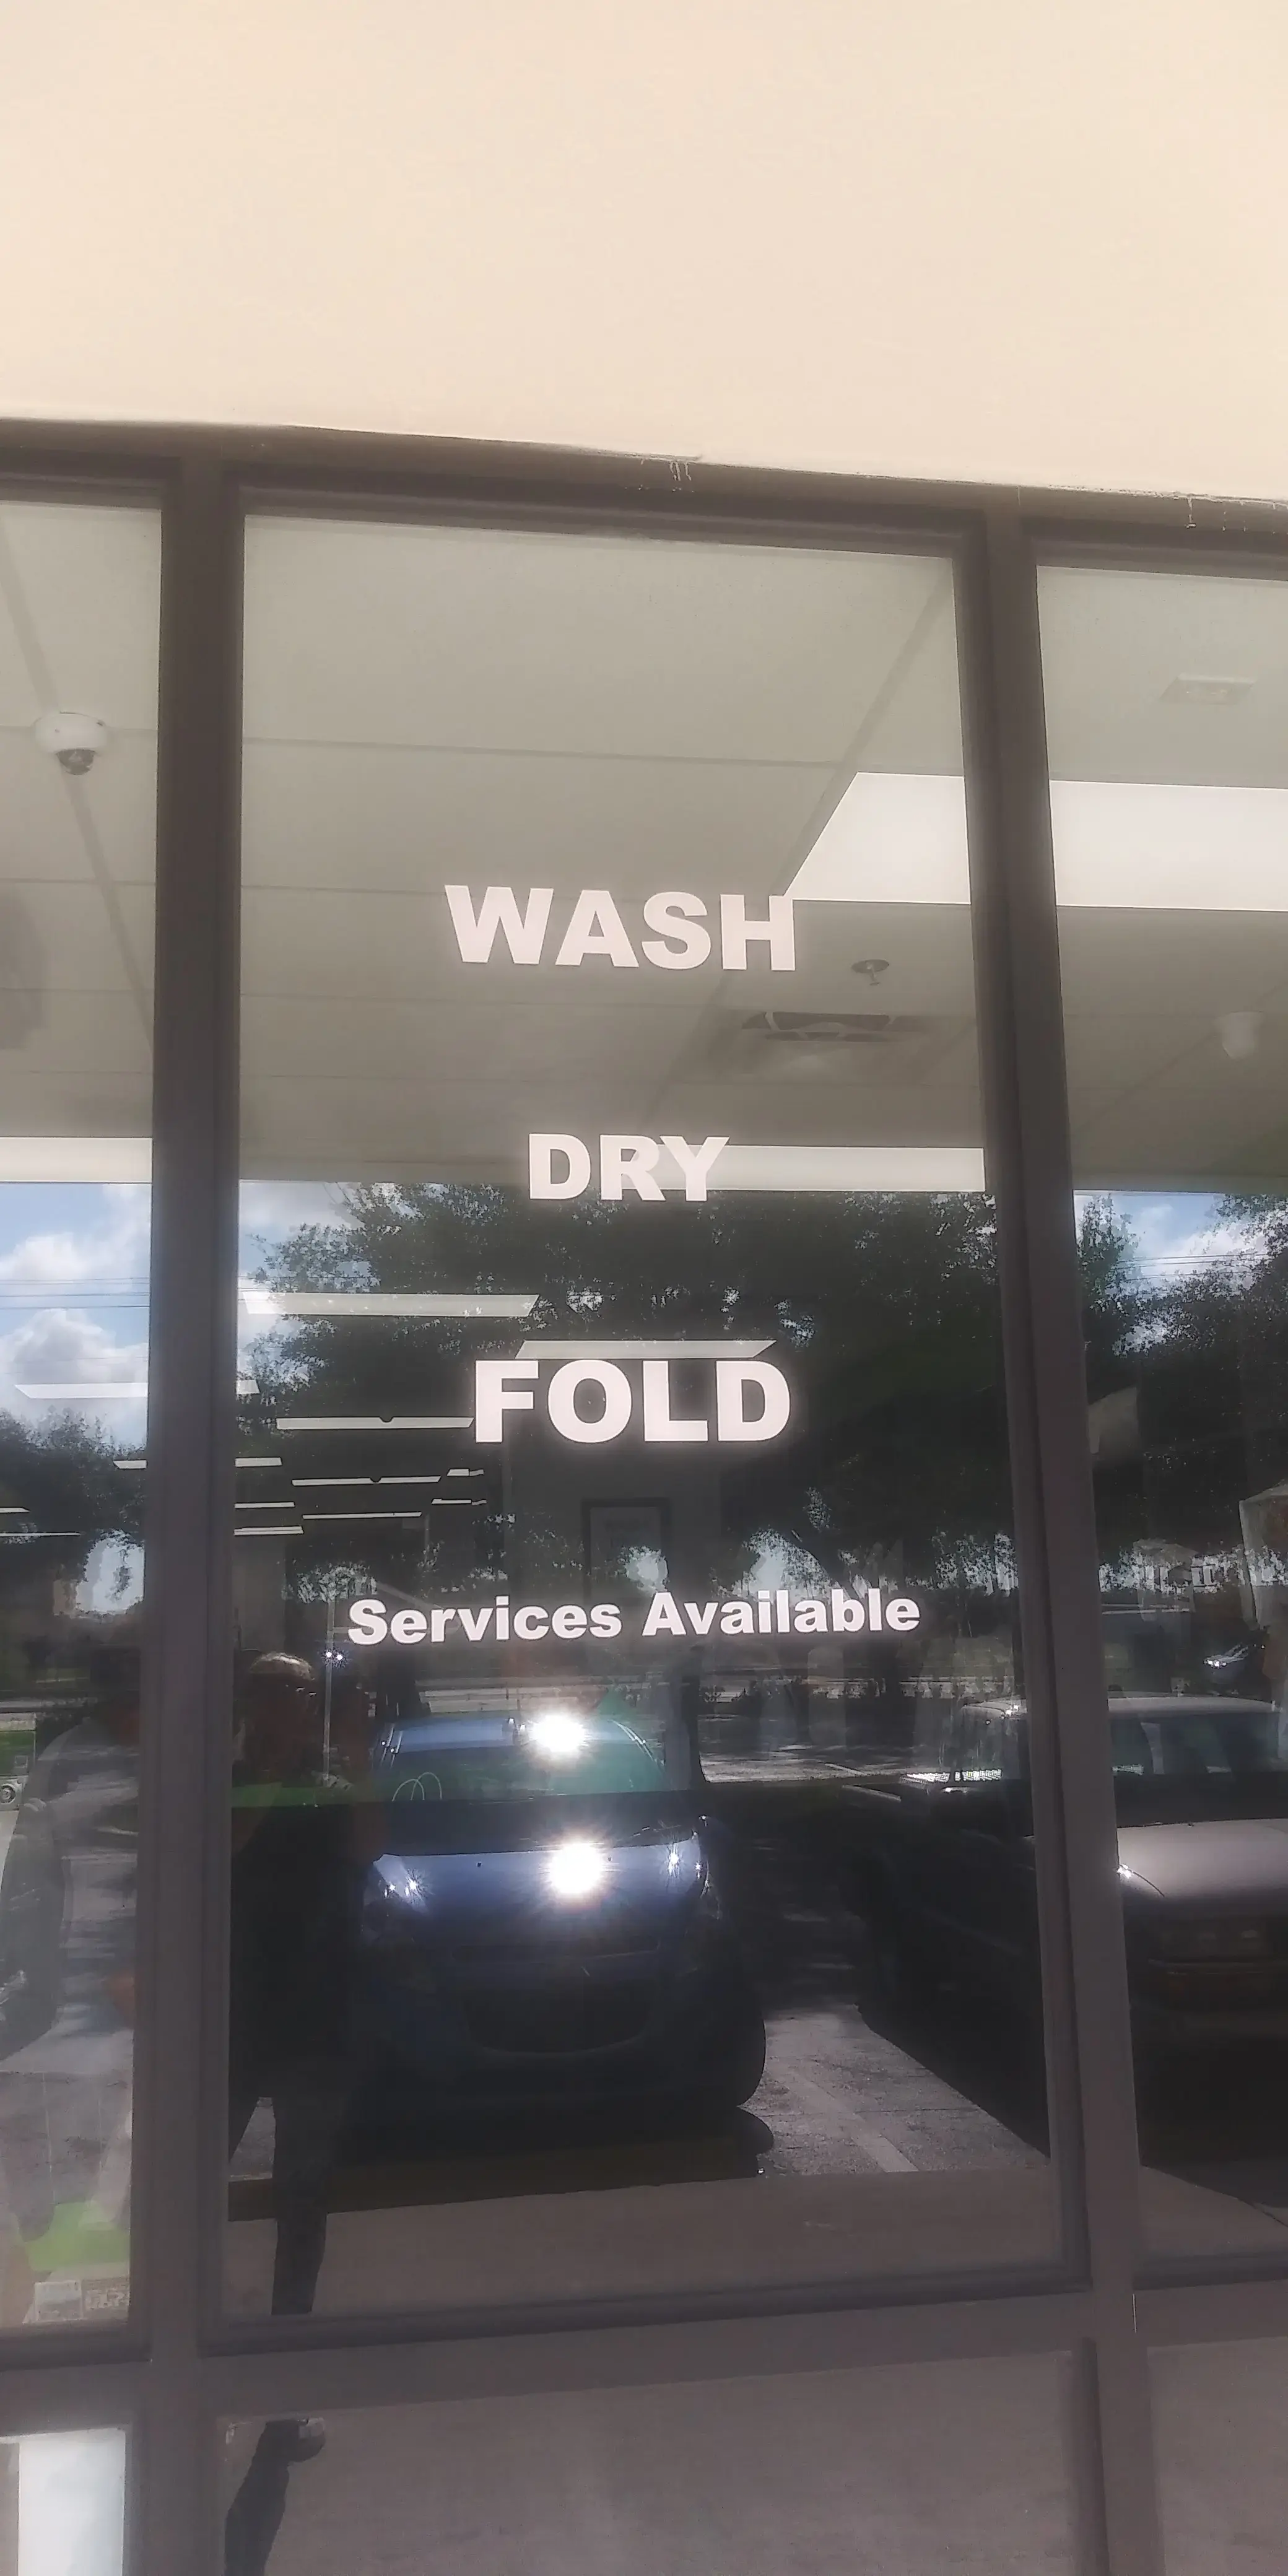 WASH
DRY
FOLD
Services Available